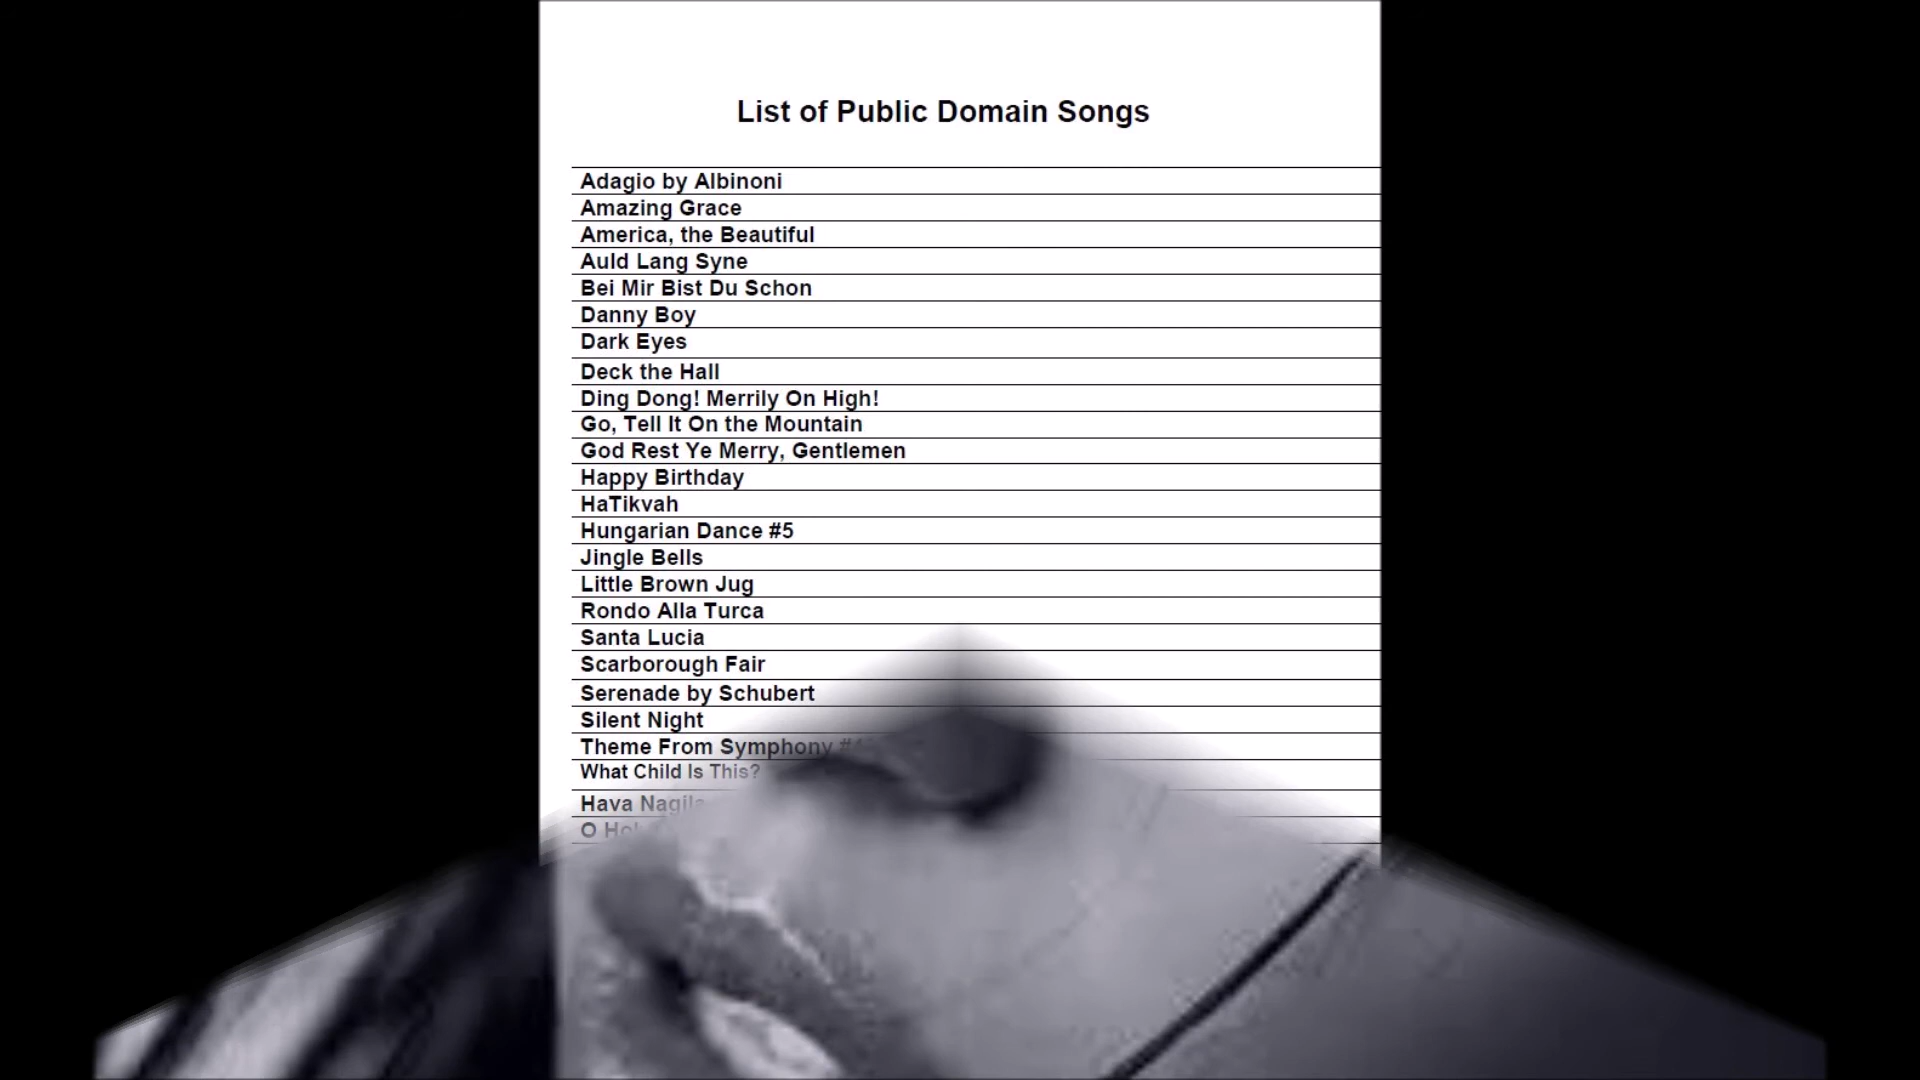 List of Public Domain Songs
Adagio by Albinoni
Amazing Grace
America, the Beautiful
Auld Lang Syne
Bei Mir Bist Du Schon
Danny Boy
Dark Eyes
Deck the Hall
Ding Dong! Merrily On High!
Go, Tell It On the Mountain
God Rest Ye Merry, Gentlemen
Happy Birthday
HaTikvah
Hungarian Dance #5
Jingle Bells
Little Brown Jug
Rondo Alla Turca
Santa Lucia
Scarborough Fair
Serenade by Schubert
Silent Night
Theme From Symphony
What Child Is This?
Hava Nagila
O